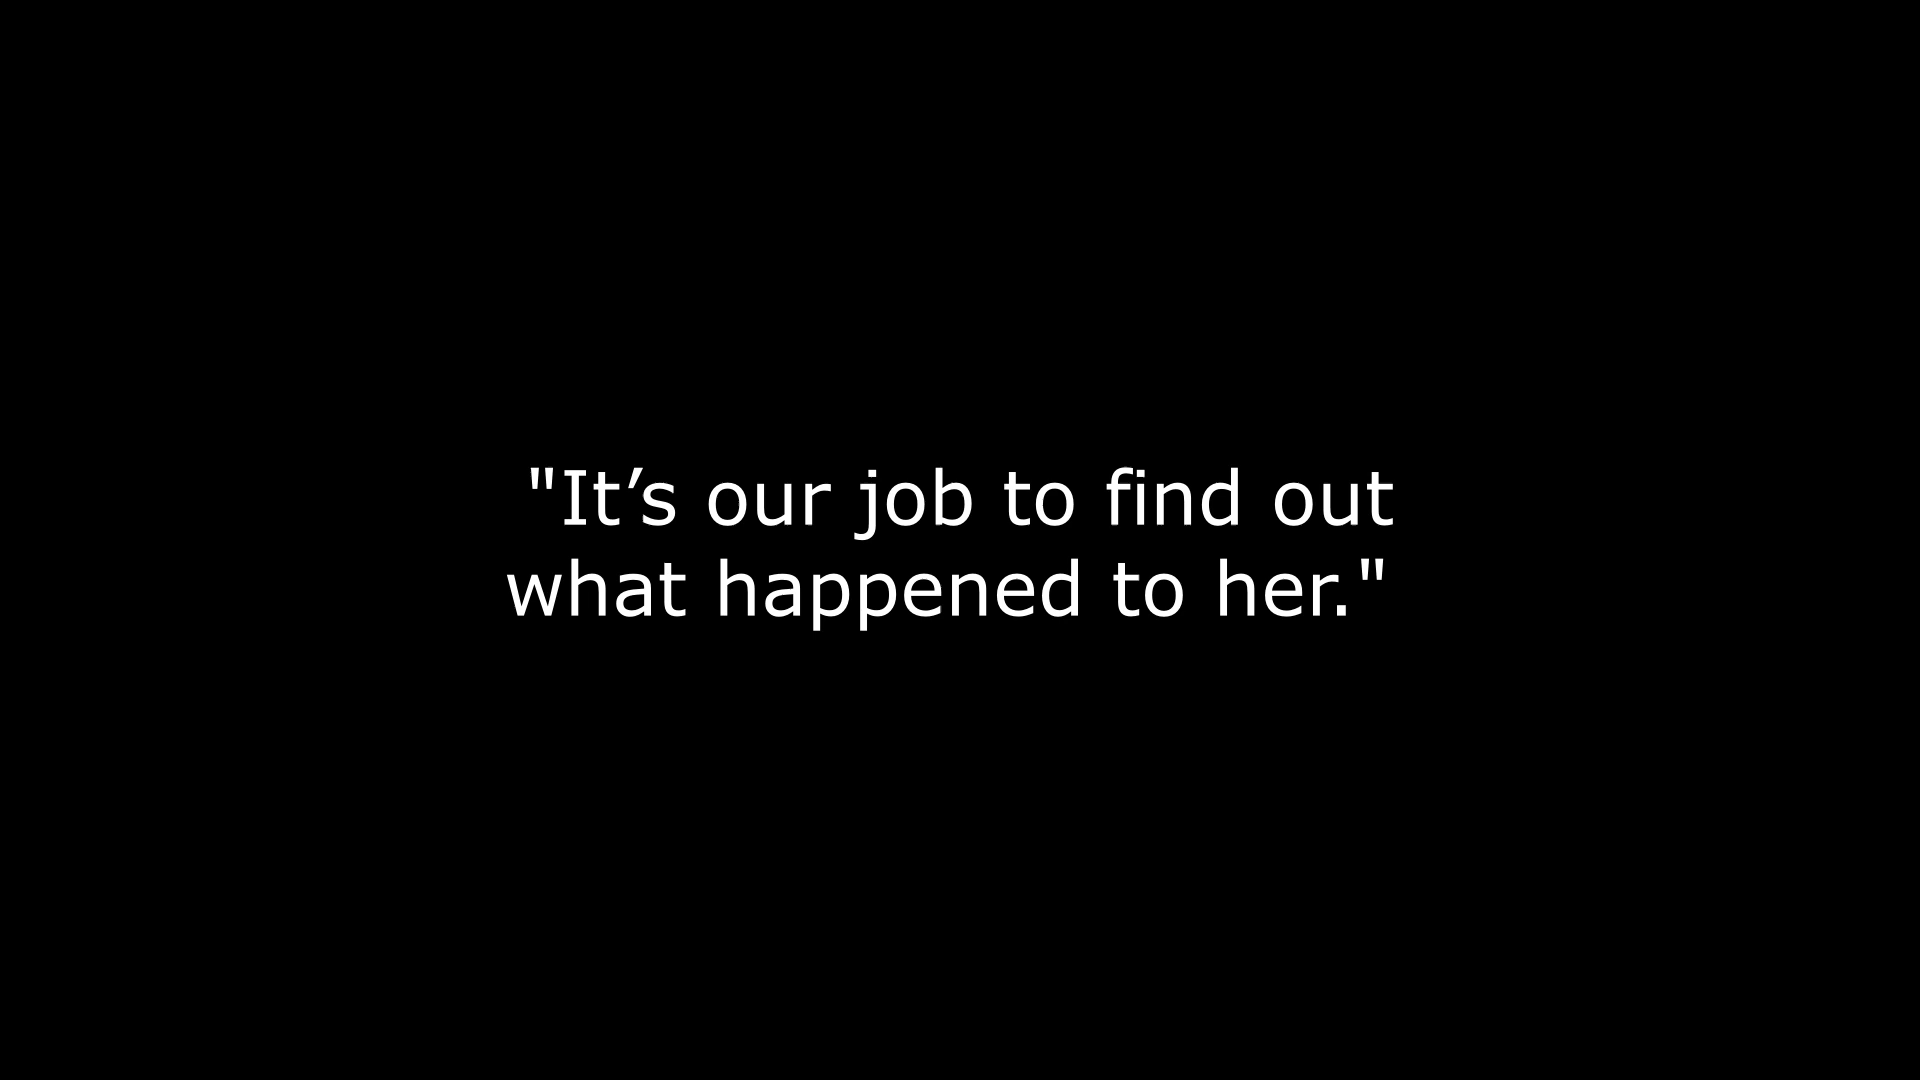 "It’s our job to find out
what happened to her."